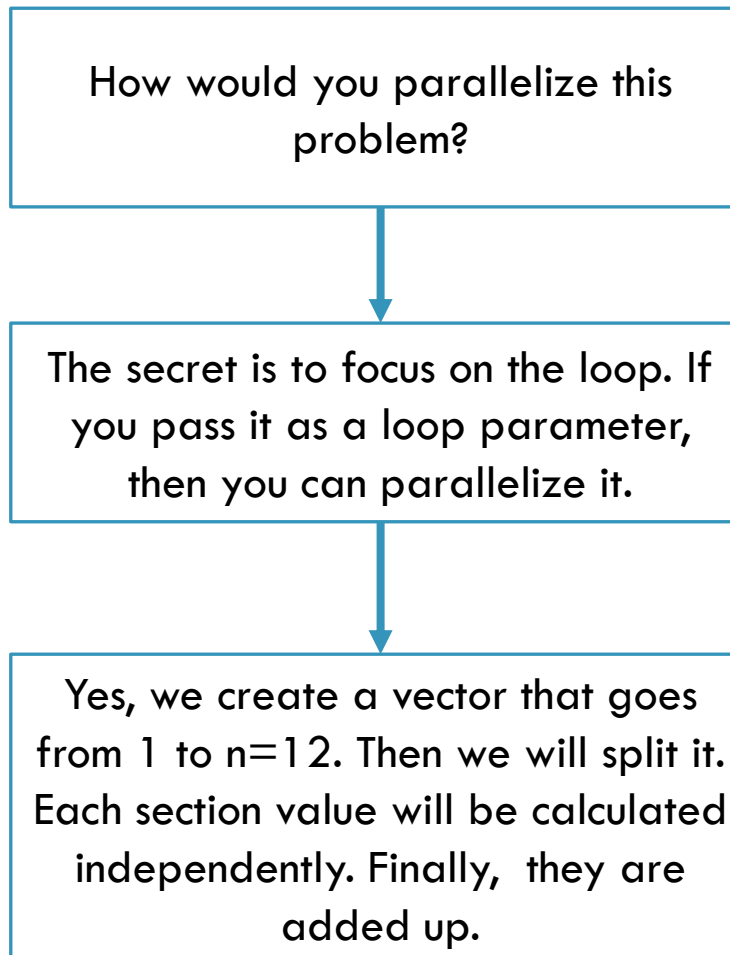 How would you parallelize this
problem?
The secret is to focus on the loop. If
you pass it as a loop parameter,
then you can parallelize it.
Yes, we create a vector that goes
from 1 to n=12. Then we will split it.
Each section value will be calculated
independently. Finally,  they are
added up.